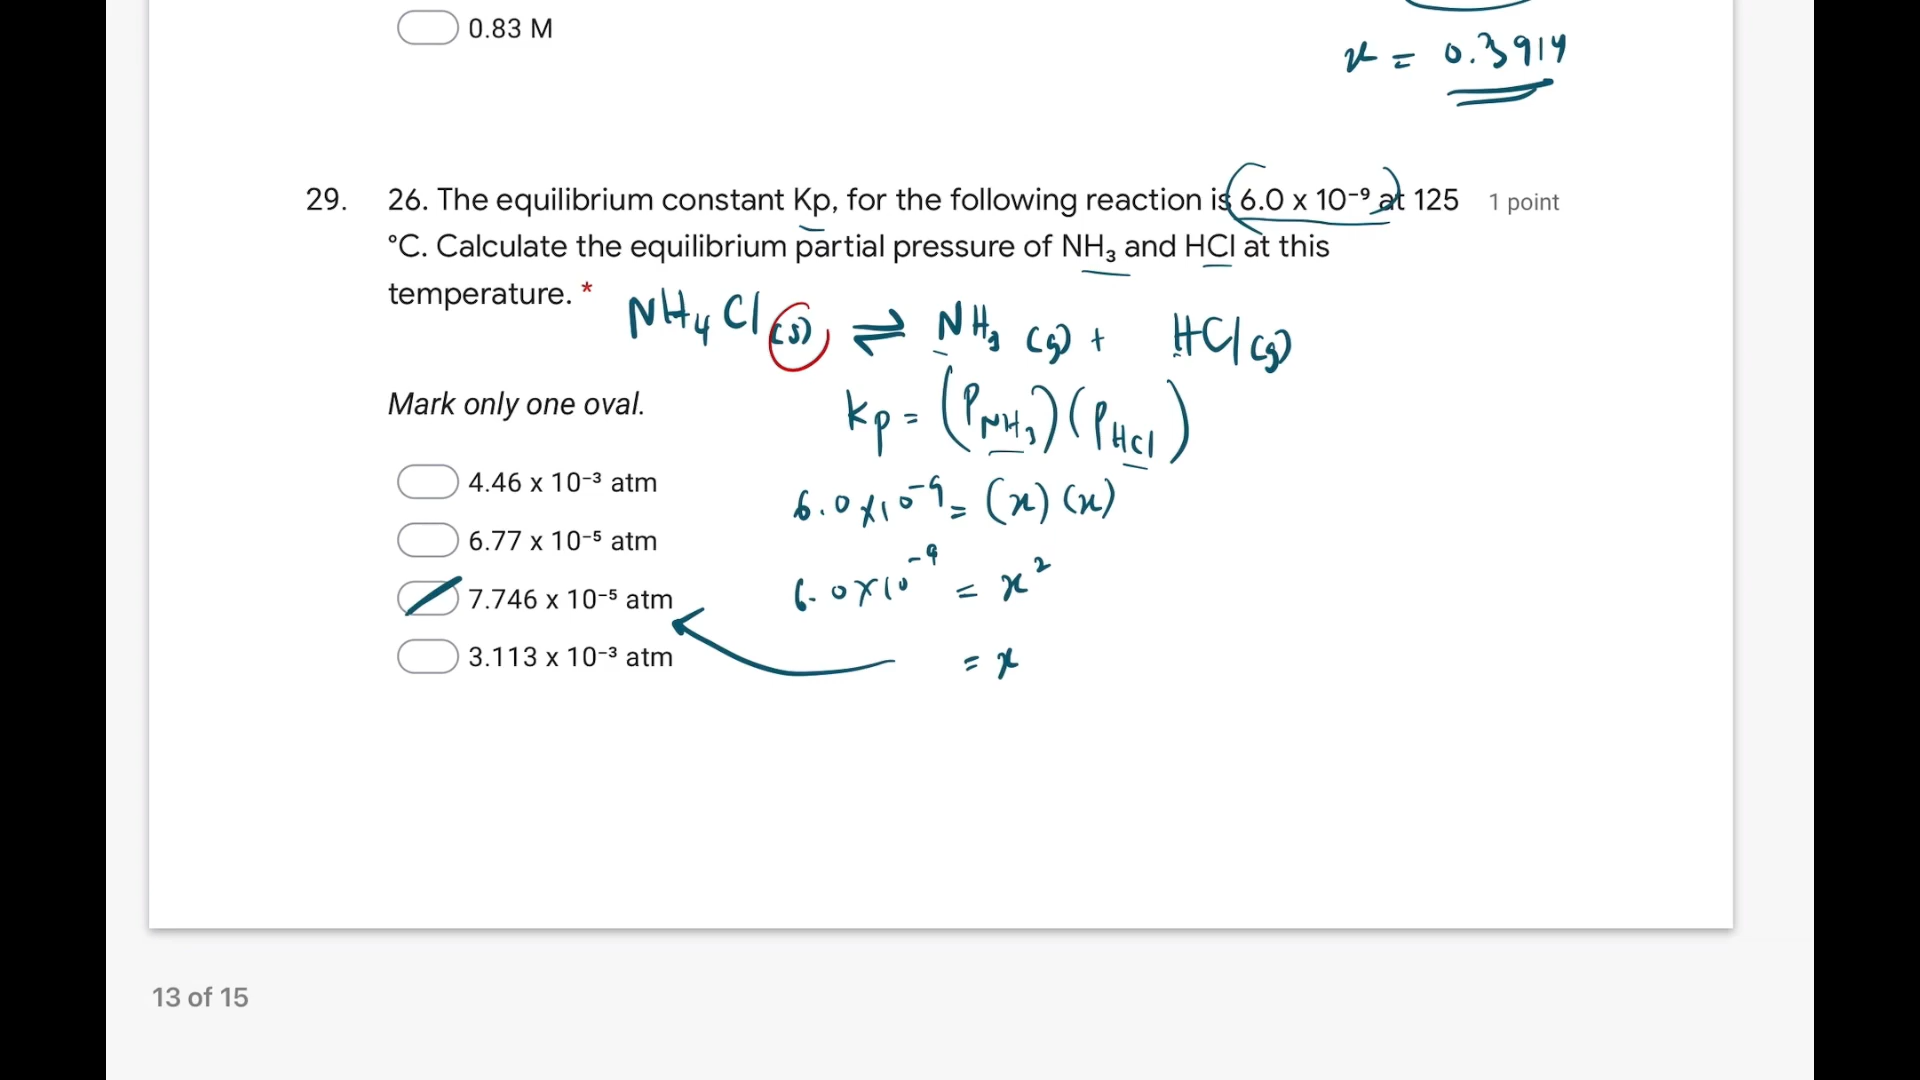 0.83 M
x = 0.3914
29. 26. The equilibrium constant Kp, for the following reaction is 6.0 x 10⁻⁹ at 125 1 point
°C. Calculate the equilibrium partial pressure of NH₃ and HCl at this
temperature. *
NH₄Cl(s) ⇌ NH₃(g) + HCl(g)
Mark only one oval.
Kp = (P_NH₃)(P_HCl)
4.46 x 10⁻³ atm
6.0x10⁻⁹ = (x)(x)
6.77 x 10⁻⁵ atm
6.0x10⁻⁹ = x²
7.746 x 10⁻⁵ atm
3.113 x 10⁻³ atm
= x
13 of 15